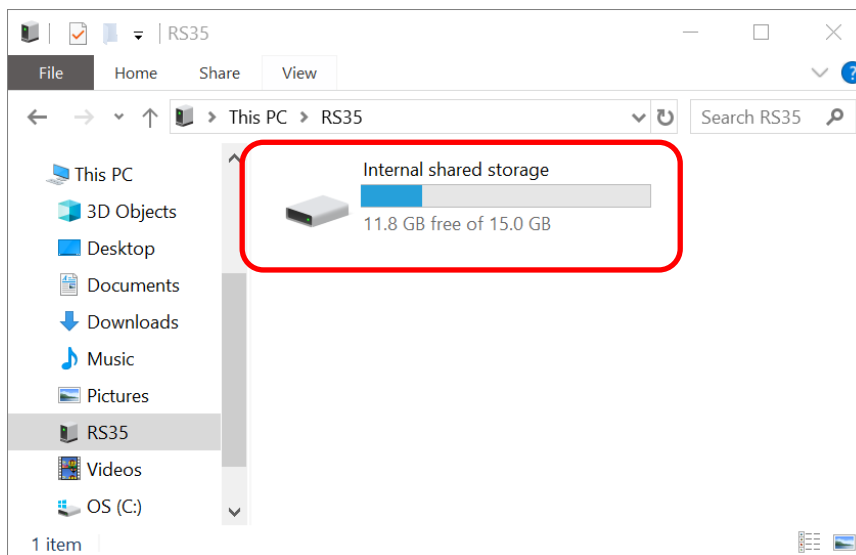 RS35
File Home Share View ?
This PC > RS35 Search RS35
This PC
3D Objects
Desktop
Documents
Downloads
Music
Pictures
RS35
Videos
OS (C:)
Internal shared storage
11.8 GB free of 15.0 GB
1 item